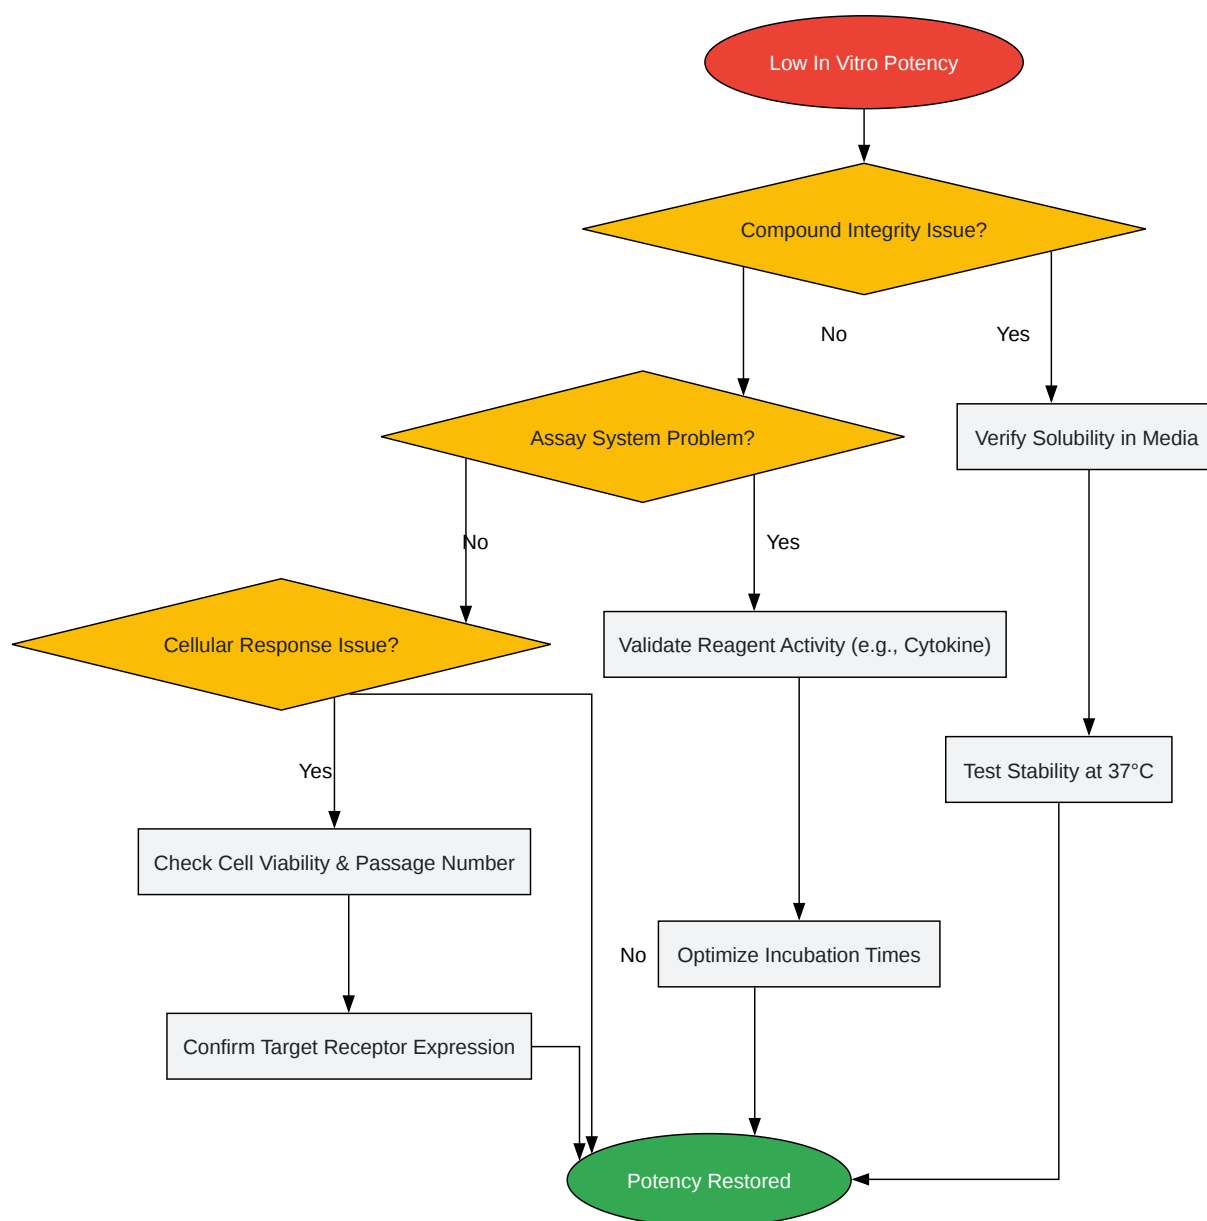 Low In Vitro Potency
Compound Integrity Issue?
No
Yes
Assay System Problem?
Verify Solubility in Media
No
Yes
Cellular Response Issue?
Validate Reagent Activity (e.g., Cytokine)
Yes
Test Stability at 37°C
Check Cell Viability & Passage Number
No
Optimize Incubation Times
Confirm Target Receptor Expression
Potency Restored